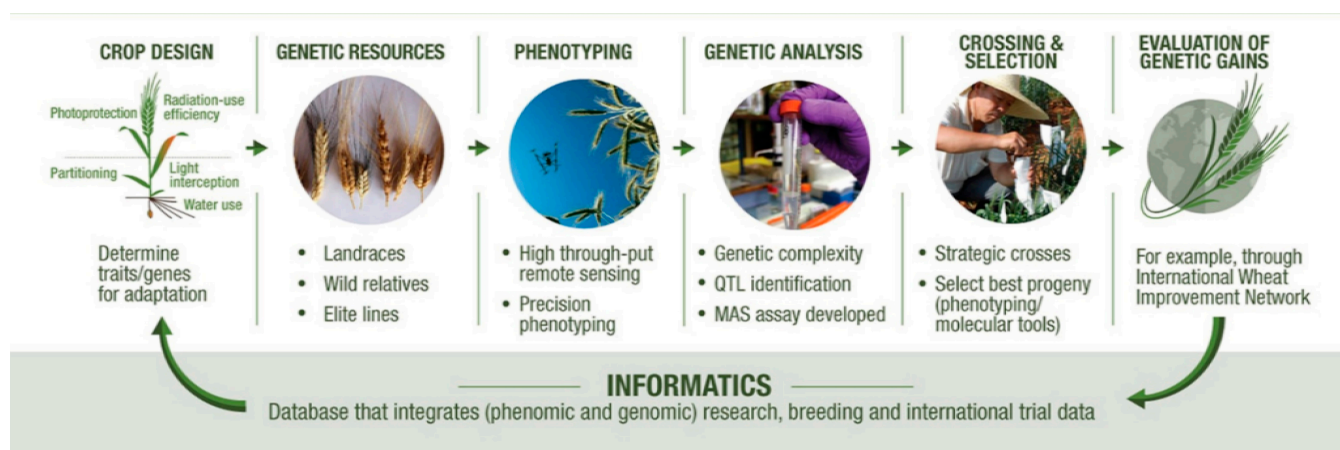 CROP DESIGN
Photoprotection
Radiation-use
efficiency
Partitioning
Light
interception
Water use
Determine
traits/genes
for adaptation
GENETIC RESOURCES
• Landraces
• Wild relatives
• Elite lines
PHENOTYPING
• High through-put
remote sensing
• Precision
phenotyping
GENETIC ANALYSIS
• Genetic complexity
• QTL identification
• MAS assay developed
CROSSING &
SELECTION
• Strategic crosses
• Select best progeny
(phenotyping/
molecular tools)
EVALUATION OF
GENETIC GAINS
For example, through
International Wheat
Improvement Network
INFORMATICS
Database that integrates (phenomic and genomic) research, breeding and international trial data